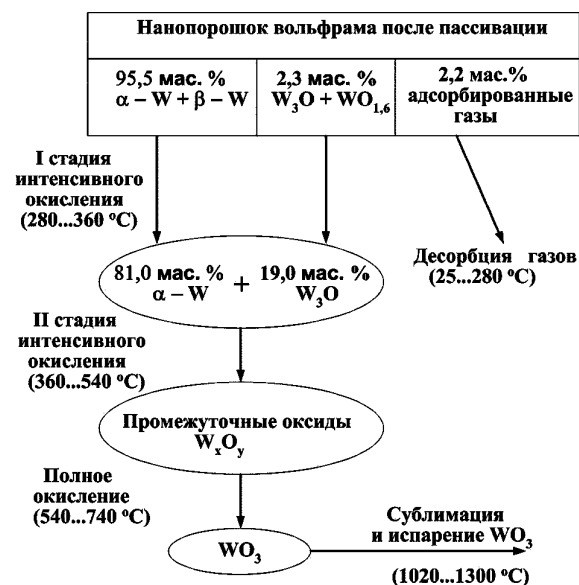 Нанопорошок вольфрама после пассивации
95,5 мас. %
α – W + β – W
2,3 мас. %
W₃O + WO₁,₆
2,2 мас.%
адсорбированные
газы
I стадия
интенсивного
окисления
(280...360 °C)
Десорбция газов
(25...280 °C)
81,0 мас. % + 19,0 мас. %
α – W W₃O
II стадия
интенсивного
окисления
(360...540 °C)
Промежуточные оксиды
WₓOᵧ
Полное
окисление
(540...740 °C)
WO₃
Сублимация
и испарение WO₃
(1020...1300 °C)